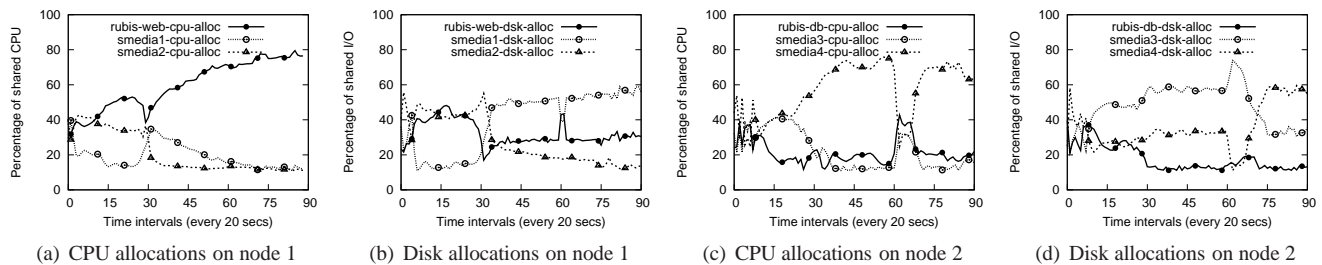 Percentage of shared CPU
100
80
60
40
20
0
rubis-web-cpu-alloc
smedia1-cpu-alloc
smedia2-cpu-alloc
0 15 30 45 60 75 90
Time intervals (every 20 secs)
(a) CPU allocations on node 1
Percentage of shared I/O
100
80
60
40
20
0
rubis-web-dsk-alloc
smedia1-dsk-alloc
smedia2-dsk-alloc
0 15 30 45 60 75 90
Time intervals (every 20 secs)
(b) Disk allocations on node 1
Percentage of shared CPU
100
80
60
40
20
0
rubis-db-cpu-alloc
smedia3-cpu-alloc
smedia4-cpu-alloc
0 15 30 45 60 75 90
Time intervals (every 20 secs)
(c) CPU allocations on node 2
Percentage of shared I/O
100
80
60
40
20
0
rubis-db-dsk-alloc
smedia3-dsk-alloc
smedia4-dsk-alloc
0 15 30 45 60 75 90
Time intervals (every 20 secs)
(d) Disk allocations on node 2